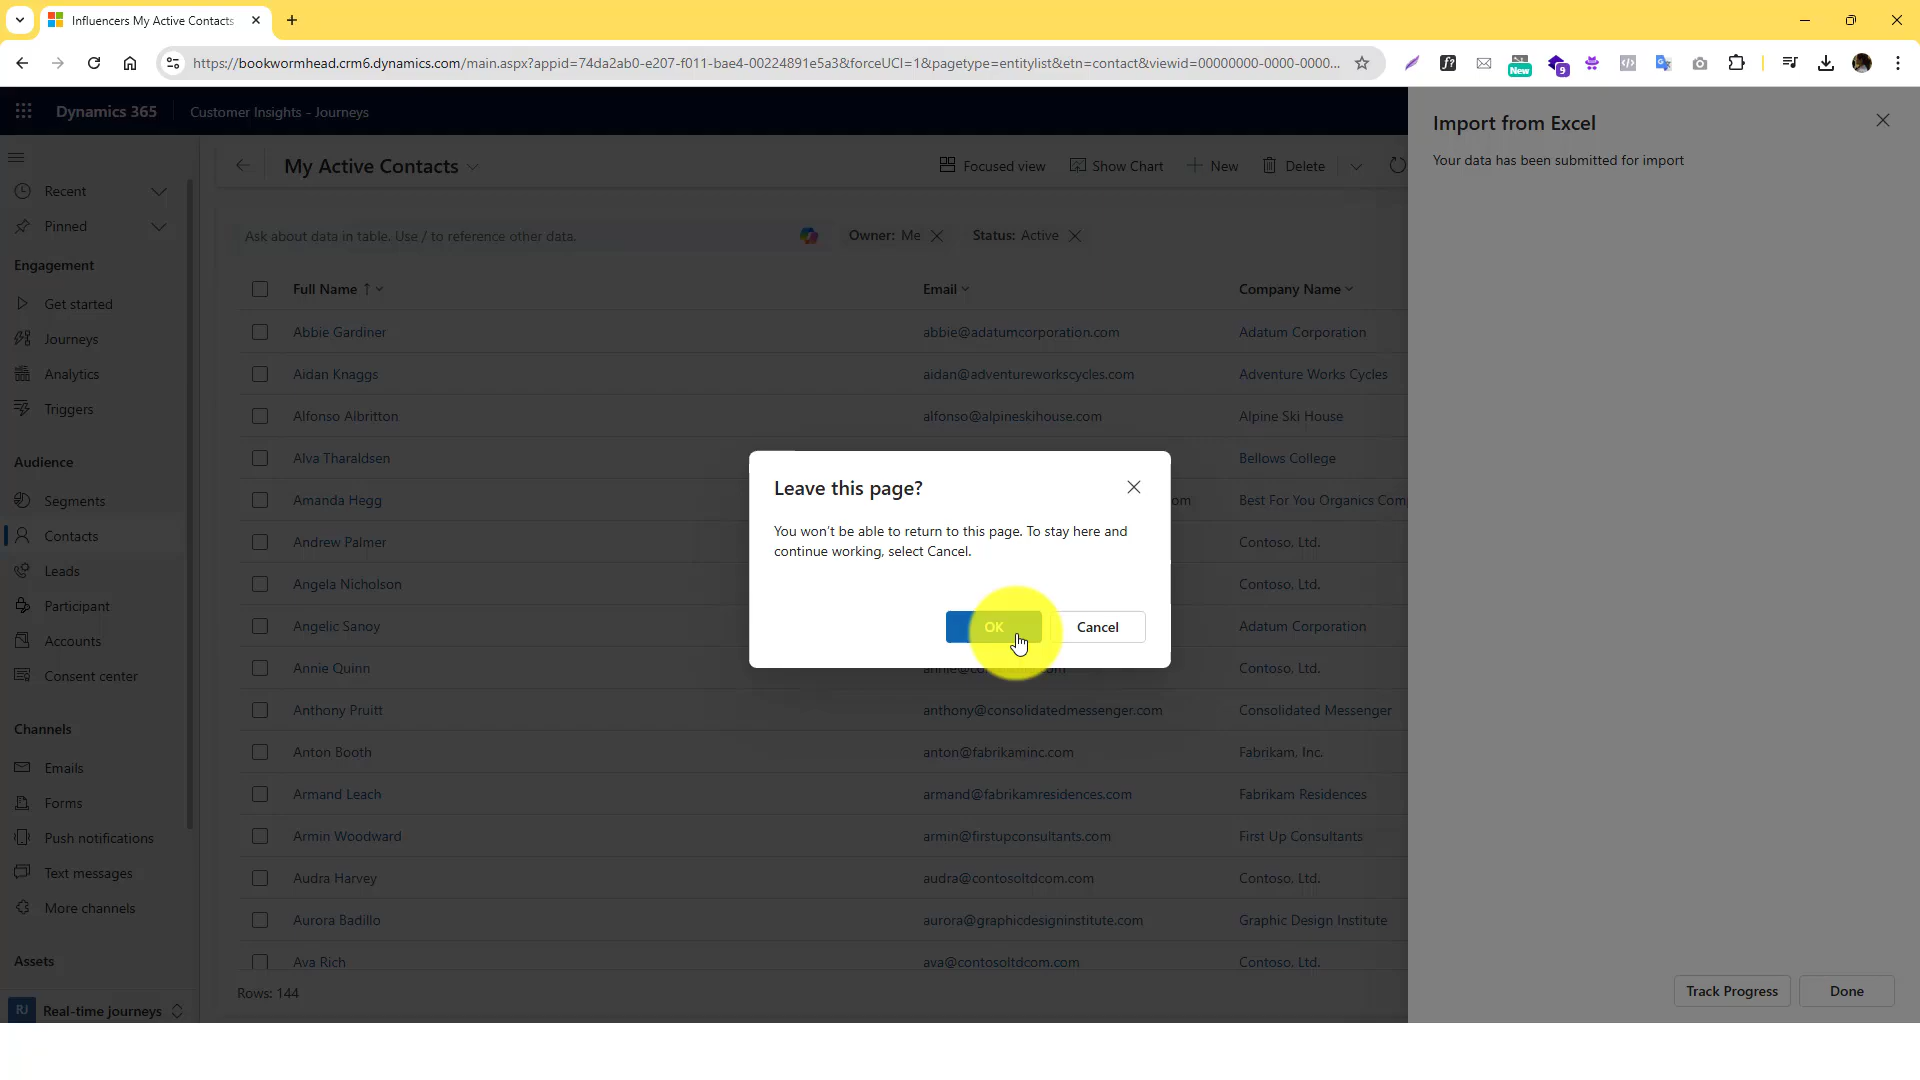 Influencers My Active Contacts
https://bookwormhead.crm6.dynamics.com/main.aspx?appid=74da2ab0-e207-f011-bae4-00224891e5a3&forceUCI=1&pagetype=entitylist&etn=contact&viewid=00000000-0000-0000...
New
9
Dynamics 365
Customer Insights - Journeys
Import from Excel
Your data has been submitted for import
My Active Contacts
Focused view
Show Chart
New
Delete
Recent
Pinned
Engagement
Get started
Journeys
Analytics
Triggers
Audience
Segments
Contacts
Leads
Participant
Accounts
Consent center
Channels
Emails
Forms
Push notifications
Text messages
More channels
Assets
RJ Real-time journeys
Ask about data in table. Use / to reference other data.
Owner: Me
Status: Active
Full Name Email Company Name
Abbie Gardiner abbie@adatumcorporation.com Adatum Corporation
Aidan Knaggs aidan@adventureworkscycles.com Adventure Works Cycles
Alfonso Albritton alfonso@alpineskihouse.com Alpine Ski House
Alva Tharaldsen Bellows College
Amanda Hegg om Best For You Organics Com
Andrew Palmer Contoso, Ltd.
Angela Nicholson Contoso, Ltd.
Angelic Sanoy Adatum Corporation
Annie Quinn Contoso, Ltd.
Anthony Pruitt anthony@consolidatedmessenger.com Consolidated Messenger
Anton Booth anton@fabrikaminc.com Fabrikam, Inc.
Armand Leach armand@fabrikamresidences.com Fabrikam Residences
Armin Woodward armin@firstupconsultants.com First Up Consultants
Audra Harvey audra@contosoltdcom.com Contoso, Ltd.
Aurora Badillo aurora@graphicdesigninstitute.com Graphic Design Institute
Ava Rich ava@contosoltdcom.com Contoso, Ltd.
Rows: 144
Leave this page?
You won't be able to return to this page. To stay here and
continue working, select Cancel.
OK
Cancel
Track Progress
Done